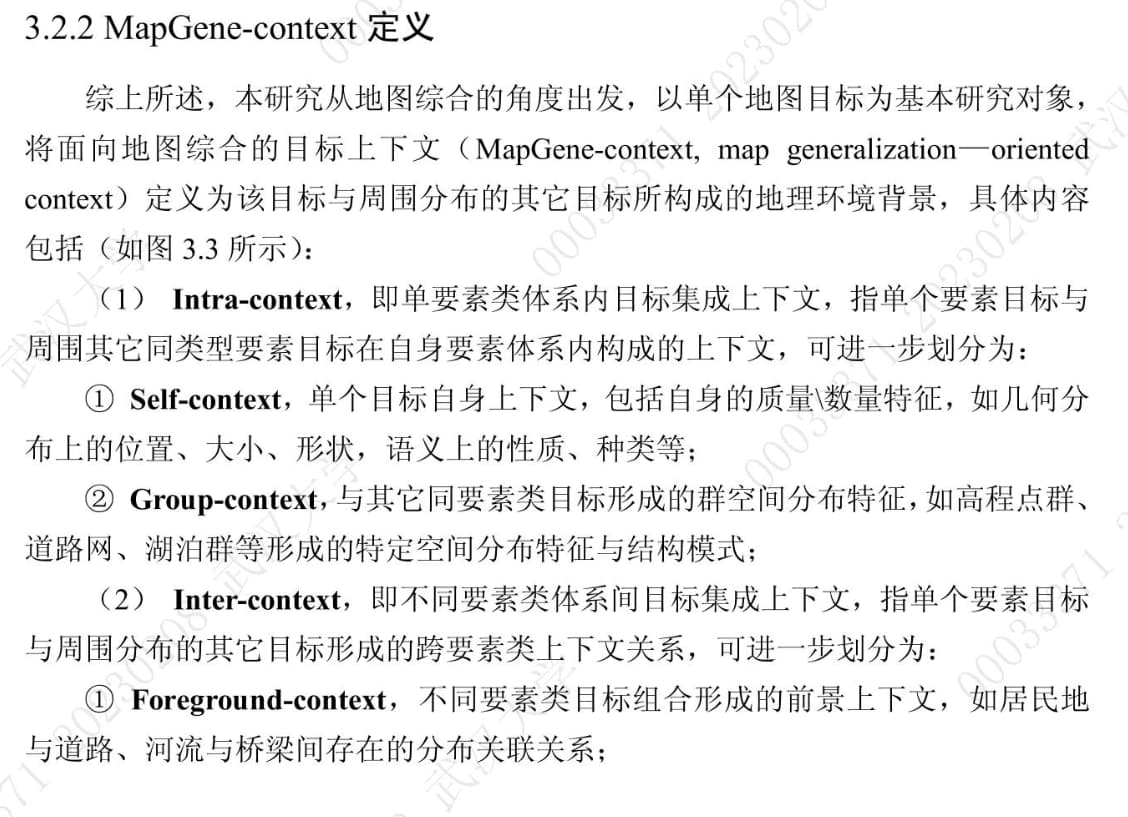 3.2.2 MapGene-context 定义
综上所述，本研究从地图综合的角度出发，以单个地图目标为基本研究对象，
将面向地图综合的目标上下文（MapGene-context, map generalization—oriented
context）定义为该目标与周围分布的其它目标所构成的地理环境背景，具体内容
包括（如图 3.3 所示）：
（1） Intra-context，即单要素类体系内目标集成上下文，指单个要素目标与
周围其它同类型要素目标在自身要素体系内构成的上下文，可进一步划分为：
① Self-context，单个目标自身上下文，包括自身的质量\数量特征，如几何分
布上的位置、大小、形状，语义上的性质、种类等；
② Group-context，与其它同要素类目标形成的群空间分布特征，如高程点群、
道路网、湖泊群等形成的特定空间分布特征与结构模式；
（2） Inter-context，即不同要素类体系间目标集成上下文，指单个要素目标
与周围分布的其它目标形成的跨要素类上下文关系，可进一步划分为：
① Foreground-context，不同要素类目标组合形成的前景上下文，如居民地
与道路、河流与桥梁间存在的分布关联关系；